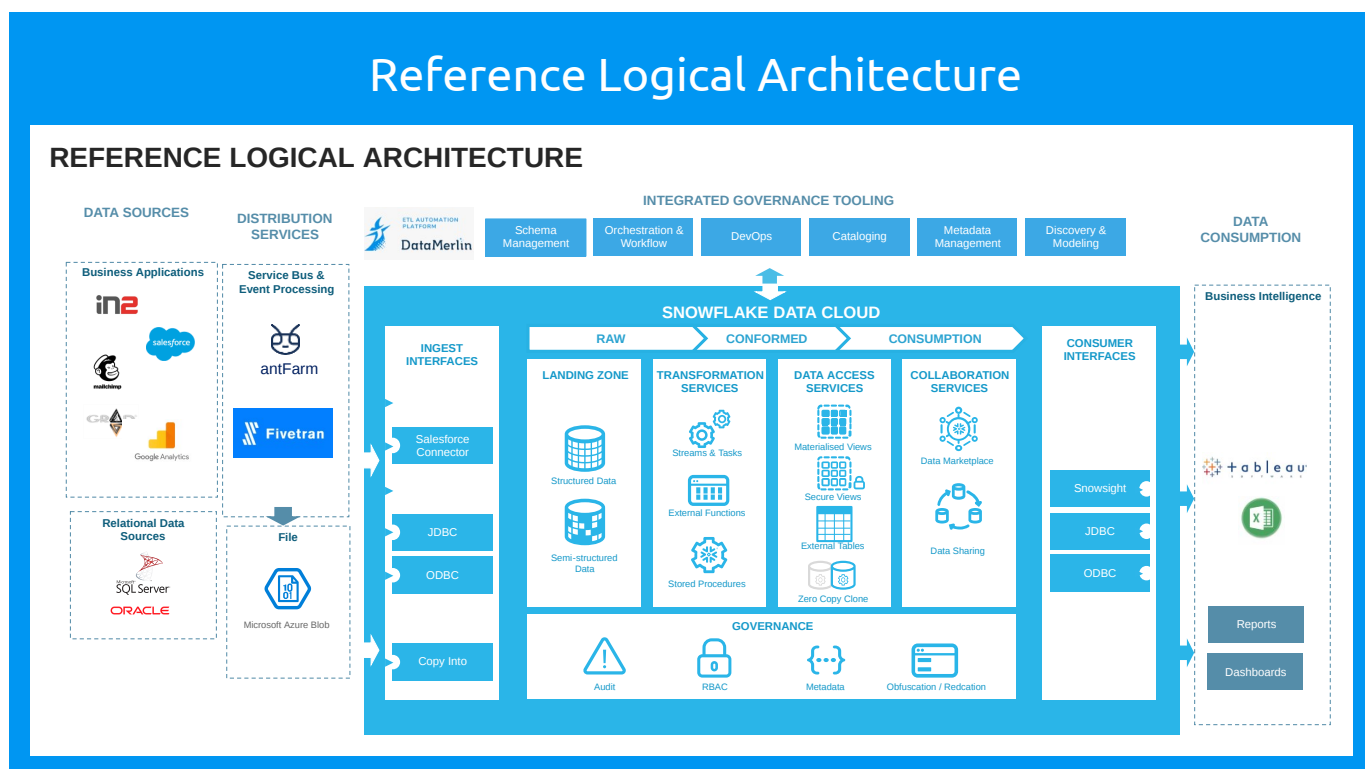 Reference Logical Architecture
REFERENCE LOGICAL ARCHITECTURE
DATA SOURCES
Business Applications
in2
salesforce
mailchimp
Google Analytics
Relational Data
Sources
Microsoft
SQL Server
ORACLE
DISTRIBUTION
SERVICES
Service Bus &
Event Processing
antFarm
Fivetran
File
10
01
Microsoft Azure Blob
ETL AUTOMATION
PLATFORM
DataMerlin
INTEGRATED GOVERNANCE TOOLING
Schema
Management
Orchestration &
Workflow
DevOps
Cataloging
Metadata
Management
Discovery &
Modeling
SNOWFLAKE DATA CLOUD
INGEST
INTERFACES
Salesforce
Connector
JDBC
ODBC
Copy Into
RAW
CONFORMED
CONSUMPTION
LANDING ZONE
Structured Data
Semi-structured
Data
TRANSFORMATION
SERVICES
Streams & Tasks
External Functions
Stored Procedures
DATA ACCESS
SERVICES
Materialised Views
Secure Views
External Tables
Zero Copy Clone
COLLABORATION
SERVICES
Data Marketplace
Data Sharing
GOVERNANCE
Audit
RBAC
Metadata
Obfuscation / Redcation
CONSUMER
INTERFACES
Snowsight
JDBC
ODBC
DATA
CONSUMPTION
Business Intelligence
tableau
SOFTWARE
X
Reports
Dashboards